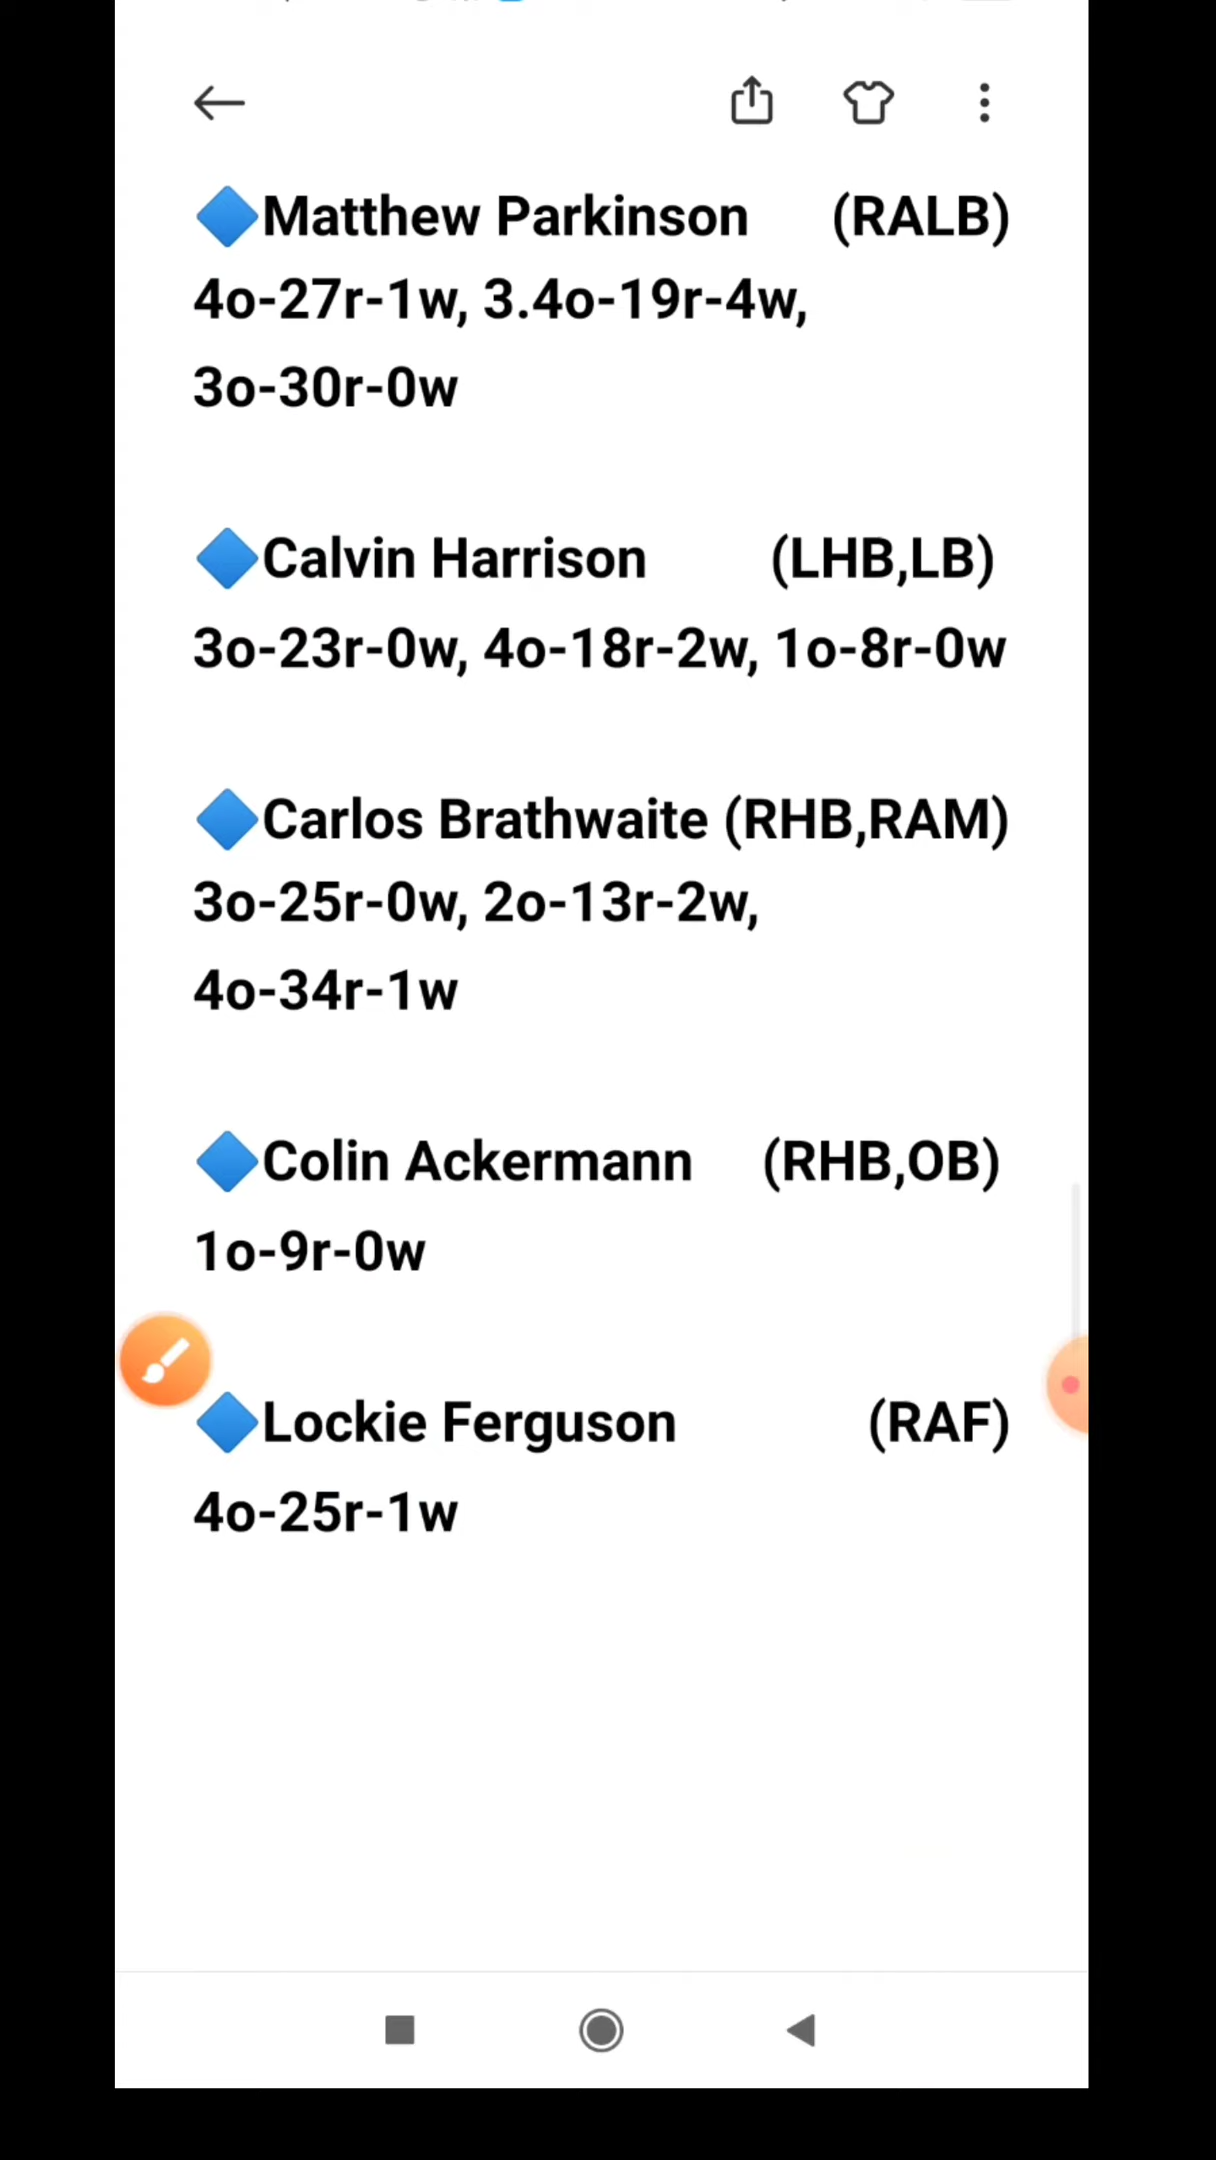 Matthew Parkinson (RALB)
4o-27r-1w, 3.4o-19r-4w,
3o-30r-0w
Calvin Harrison (LHB,LB)
3o-23r-0w, 4o-18r-2w, 1o-8r-0w
Carlos Brathwaite (RHB,RAM)
3o-25r-0w, 2o-13r-2w,
4o-34r-1w
Colin Ackermann (RHB,OB)
1o-9r-0w
Lockie Ferguson (RAF)
4o-25r-1w